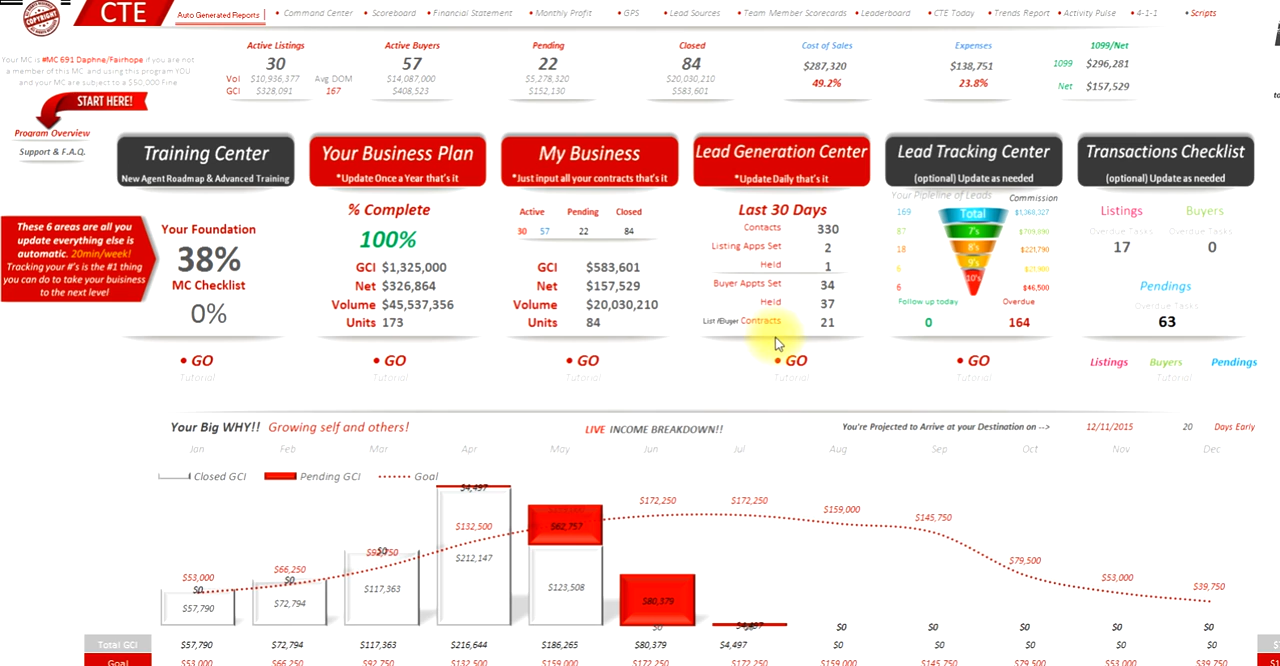 COPYRIGHT
CTE
Auto Generated Reports
• Command Center
• Scoreboard
• Financial Statement
• Monthly Profit
• GPS
• Lead Sources
• Team Member Scorecards
• Leaderboard
• CTE Today
• Trends Report
• Activity Pulse
• 4-1-1
• Scripts
Your MC is #MC 691 Daphne/Fairhope if you are not
a member of this MC and using this program YOU
and your MC are subject to a $50,000 Fine
Active Listings
Active Buyers
Pending
Closed
Cost of Sales
Expenses
1099/Net
30
57
22
84
$287,320
$138,751
1099 $296,281
Vol $10,936,377 Avg DOM $14,087,000 $5,278,320 $20,030,210
49.2%
23.8%
GCI $328,091 167 $408,523 $152,130 $583,601
Net $157,529
START HERE!
Program Overview
Support & F.A.Q.
Training Center
New Agent Roadmap & Advanced Training
Your Business Plan
*Update Once a Year that's it
My Business
*Just input all your contracts that's it
Lead Generation Center
*Update Daily that's it
Lead Tracking Center
(optional) Update as needed
Transactions Checklist
(optional) Update as needed
These 6 areas are all you
update everything else is
automatic. 20min/week!
Tracking your #'s is the #1 thing
you can do to take your buisiness
to the next level
Your Foundation
38%
MC Checklist
0%
• GO
Tutorial
% Complete
100%
GCI $1,325,000
Net $326,864
Volume $45,537,356
Units 173
• GO
Tutorial
Active Pending Closed
30 57 22 84
GCI $583,601
Net $157,529
Volume $20,030,210
Units 84
• GO
Tutorial
Last 30 Days
Contacts 330
Listing Apps Set 2
Held 1
Buyer Appts Set 34
Held 37
List /Buyer Contracts 21
• GO
Tutorial
Your Piplelino of Leads Commission
169 Total $1,368,327
87 7's $709,890
18 8's $221,790
6 9's
6 10's $46,500
Follow up today Overdue
0 164
• GO
Tutorial
Listings Buyers
Overdue Tasks Overdue Tasks
17 0
Pendings
Overdue Tasks
63
Listings Buyers Pendings
Tutorial
Your Big WHY!! Growing self and others!
LIVE INCOME BREAKDOWN!!
You're Projected to Arrive at your Destination on --> 12/11/2015 20 Days Early
Jan Feb Mar Apr May Jun Jul Aug Sep Oct Nov Dec
Closed GCI Pending GCI Goal
$4,497
$172,250 $172,250 $159,000 $145,750
$132,500 $62,757
$92,750 $0
$212,147
$79,500
$53,000 $66,250 $53,000 $39,750
$0 $0
$57,790 $72,794 $117,363 $123,508 $80,379
$0 $4,497 $0 $0 $0 $0 $0
Total GCI $57,790 $72,794 $117,363 $216,644 $186,265 $80,379 $4,497 $0 $0 $0 $0 $0
Goal $53,000 $66,250 $92,750 $132,500 $159,000 $172,250 $172,250 $159,000 $145,750 $79,500 $53,000 $39,750